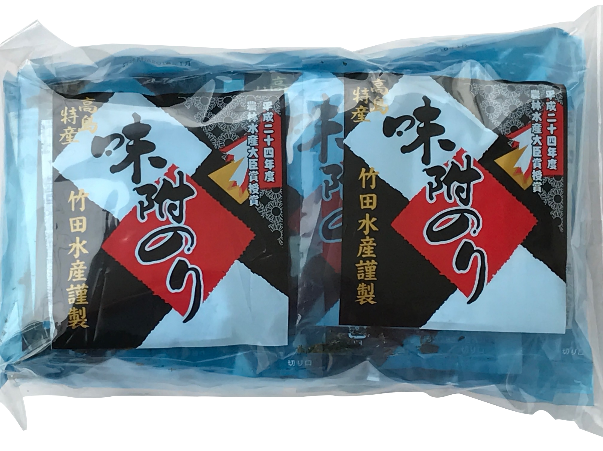 平成二十四年度
農林水産大臣賞授賞
味附のり
高島
特産
竹田水産謹製
平成二十四年度
農林水産大臣賞授賞
味附のり
高島
特産
竹田水産謹製
切り口
切り口